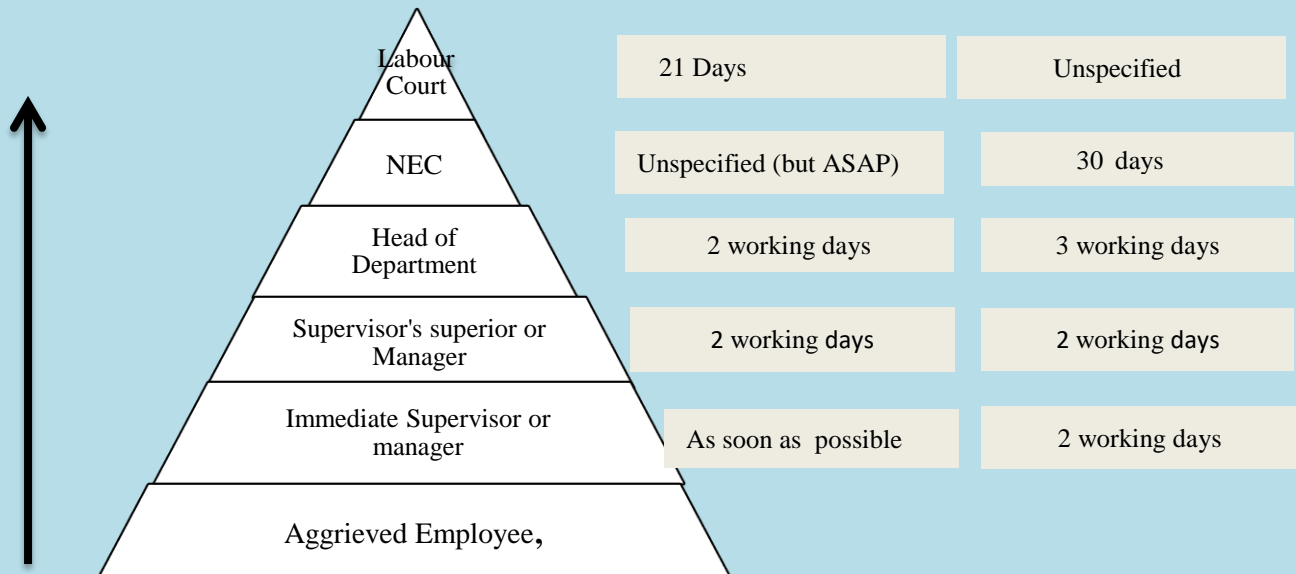 Labour
Court
21 Days
Unspecified
NEC
Unspecified (but ASAP)
30 days
Head of
Department
2 working days
3 working days
Supervisor's superior or
Manager
2 working days
2 working days
Immediate Supervisor or
manager
As soon as possible
2 working days
Aggrieved Employee,